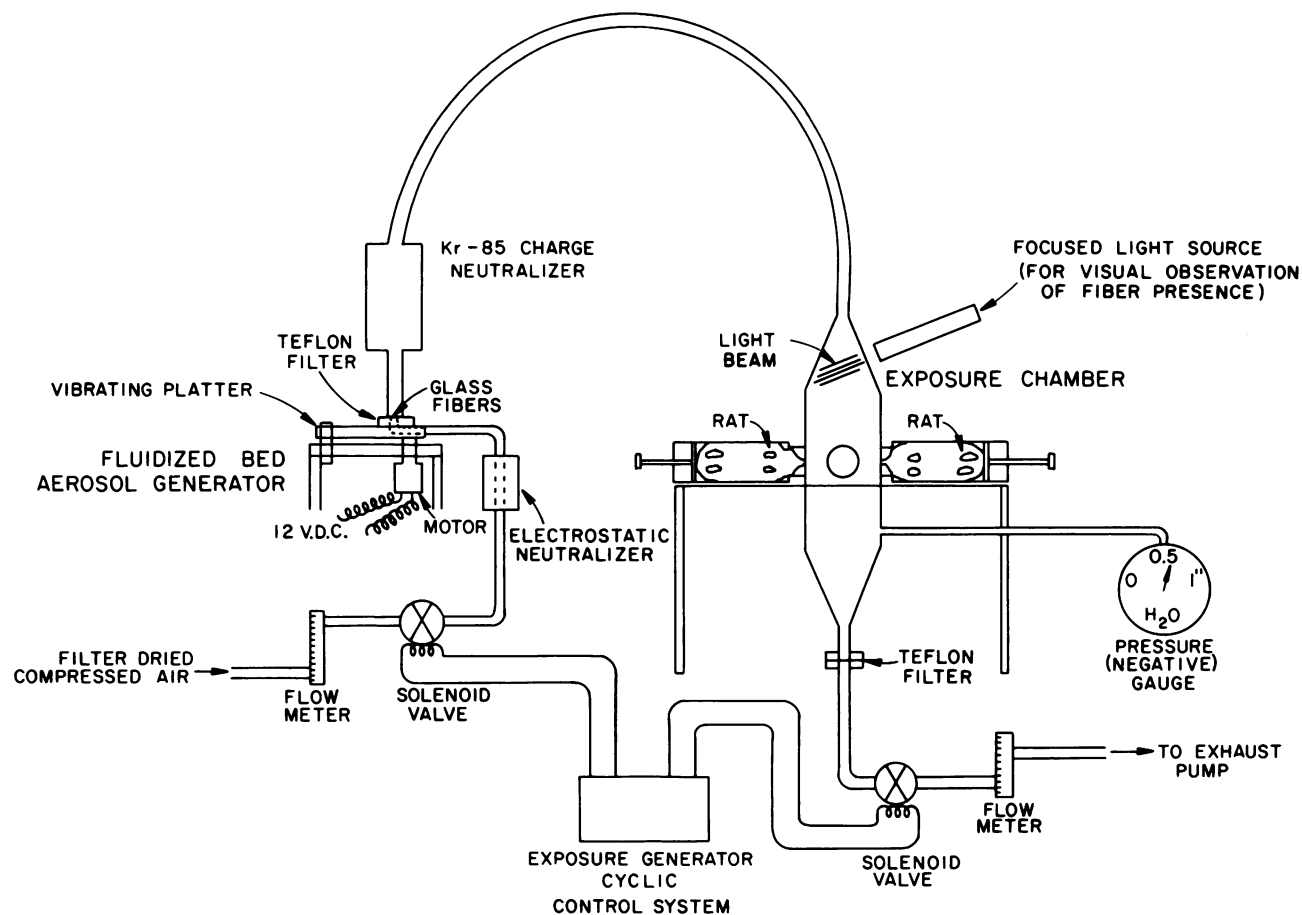 Kr-85 CHARGE
NEUTRALIZER
FOCUSED LIGHT SOURCE
(FOR VISUAL OBSERVATION
OF FIBER PRESENCE)
TEFLON
FILTER
LIGHT
BEAM
VIBRATING PLATTER
GLASS
FIBERS
EXPOSURE CHAMBER
RAT
RAT
FLUIDIZED BED
AEROSOL GENERATOR
12 V.D.C.
MOTOR
ELECTROSTATIC
NEUTRALIZER
0.5
0
1"
H2O
PRESSURE
(NEGATIVE)
GAUGE
FILTER DRIED
COMPRESSED AIR
FLOW
METER
SOLENOID
VALVE
TEFLON
FILTER
TO EXHAUST
PUMP
FLOW
METER
EXPOSURE GENERATOR
CYCLIC
CONTROL SYSTEM
SOLENOID
VALVE